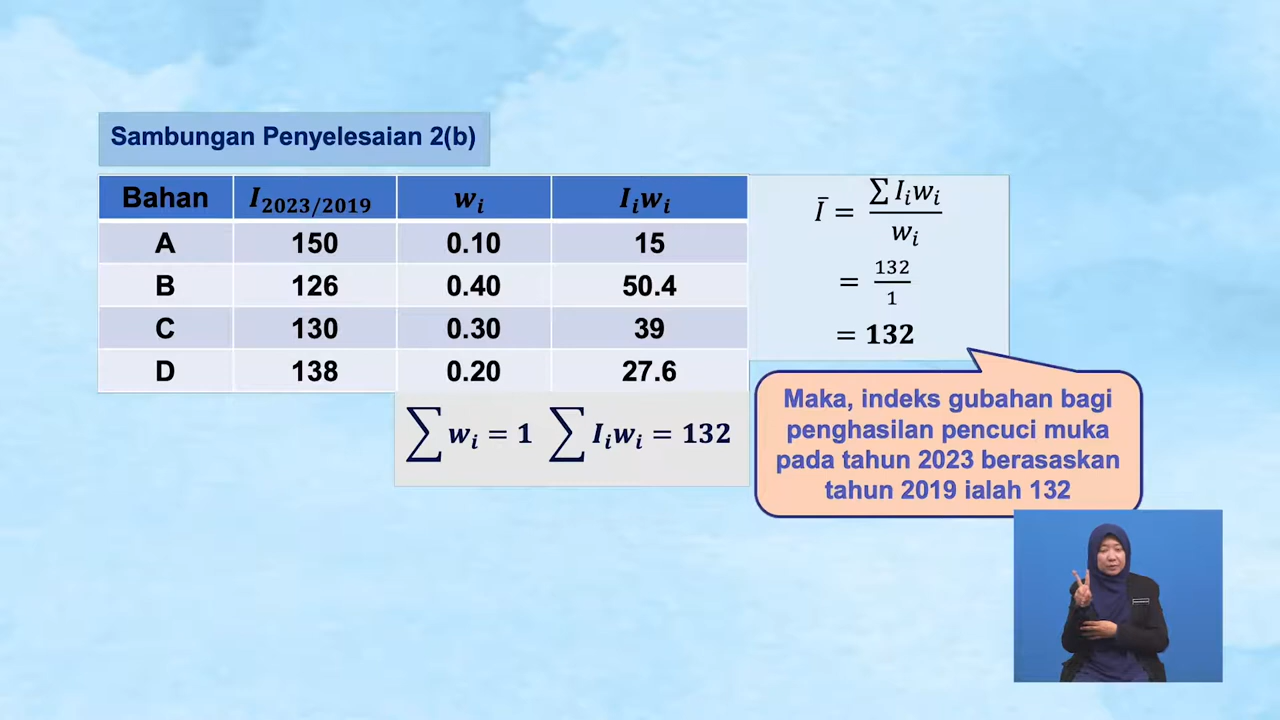 Sambungan Penyelesaian 2(b)
Bahan I₂₀₂₃/₂₀₁₉ wᵢ Iᵢwᵢ
A 150 0.10 15
B 126 0.40 50.4
C 130 0.30 39
D 138 0.20 27.6
∑ wᵢ = 1 ∑ Iᵢwᵢ = 132
Ī = ∑ Iᵢwᵢ / wᵢ
= 132 / 1
= 132
Maka, indeks gubahan bagi
penghasilan pencuci muka
pada tahun 2023 berasaskan
tahun 2019 ialah 132